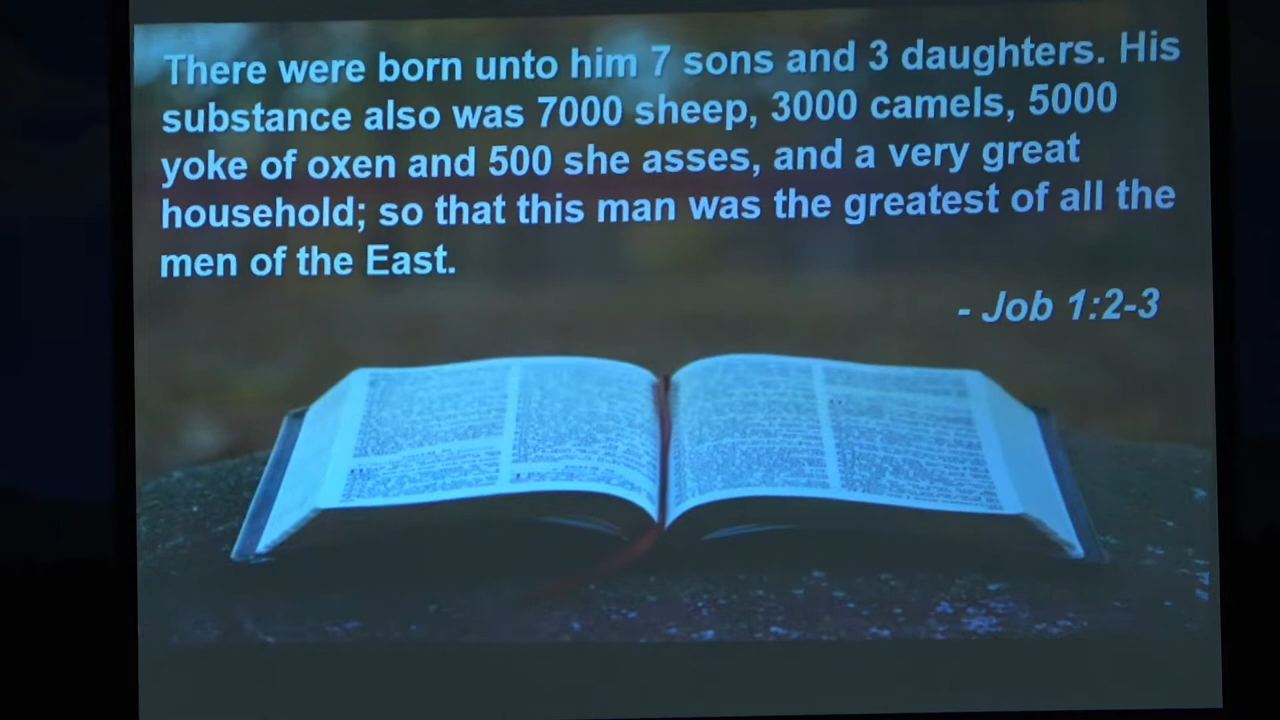 There were born unto him 7 sons and 3 daughters. His
substance also was 7000 sheep, 3000 camels, 5000
yoke of oxen and 500 she asses, and a very great
household; so that this man was the greatest of all the
men of the East.
- Job 1:2-3